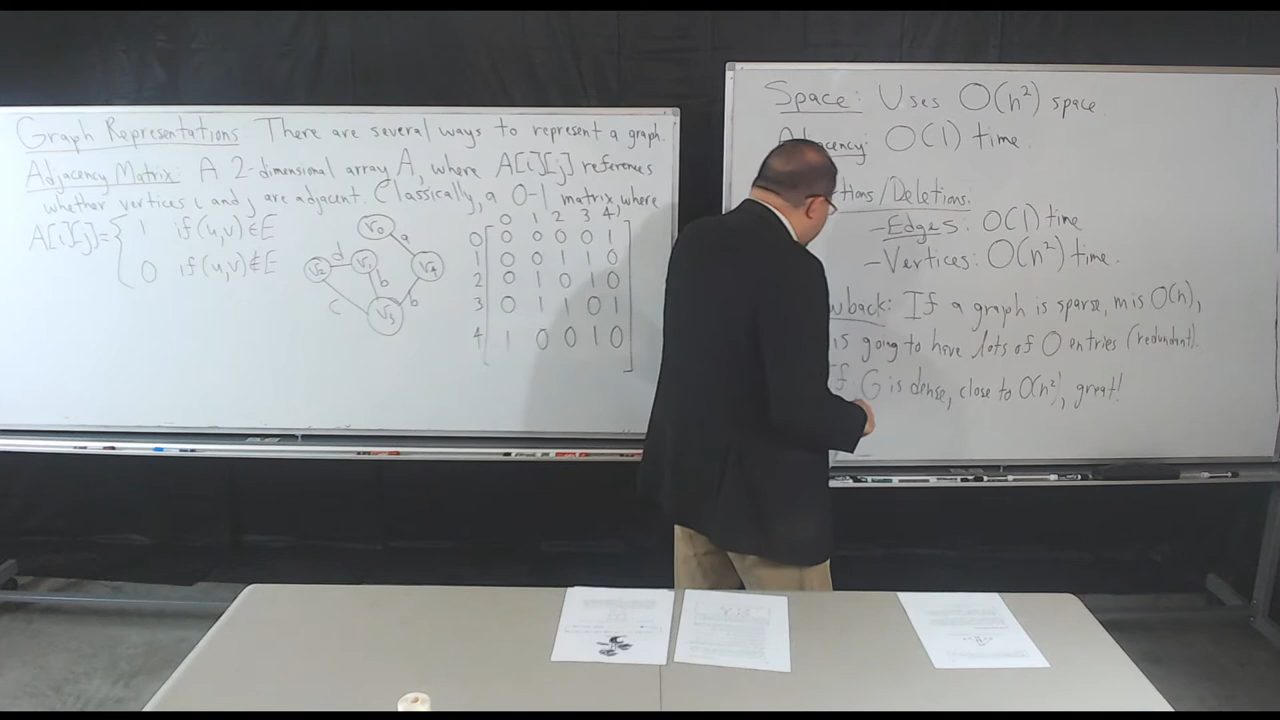 Graph Representations: There are several ways to represent a graph.
Adjacency Matrix: A 2-dimensional array A, where A[i][j] references
whether vertices i and j are adjacent. Classically, a 0-1 matrix, where
A[i][j]= { 1 if (u,v)∈E
0 if (u,v)∉E
V0 a
V2 d V1 V4
b
c V3 b
0 1 2 3 4
0 0 0 0 0 1
1 0 0 1 1 0
2 0 1 0 1 0
3 0 1 1 0 1
4 1 0 0 1 0
Space: Uses O(n²) space
Adjacency: O(1) time.
tions/Deletions:
-Edges: O(1) time
-Vertices: O(n²) time.
wback: If a graph is sparse, m is O(n),
is going to have lots of 0 entries (redundant).
If G is dense, close to O(n²), great!